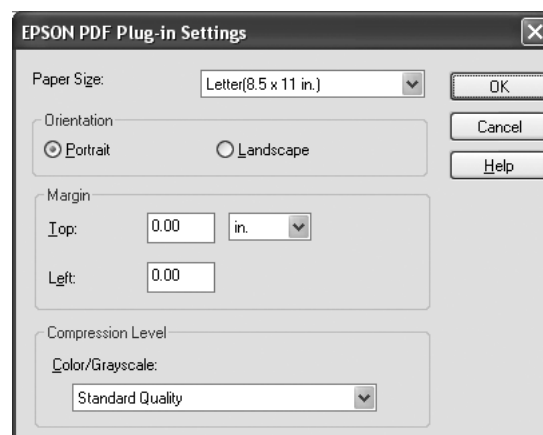 EPSON PDF Plug-in Settings
Paper Size: Letter(8.5 x 11 in.) OK
Orientation Cancel
Portrait Landscape
Help
Margin
Top: 0.00 in.
Left: 0.00
Compression Level
Color/Grayscale:
Standard Quality